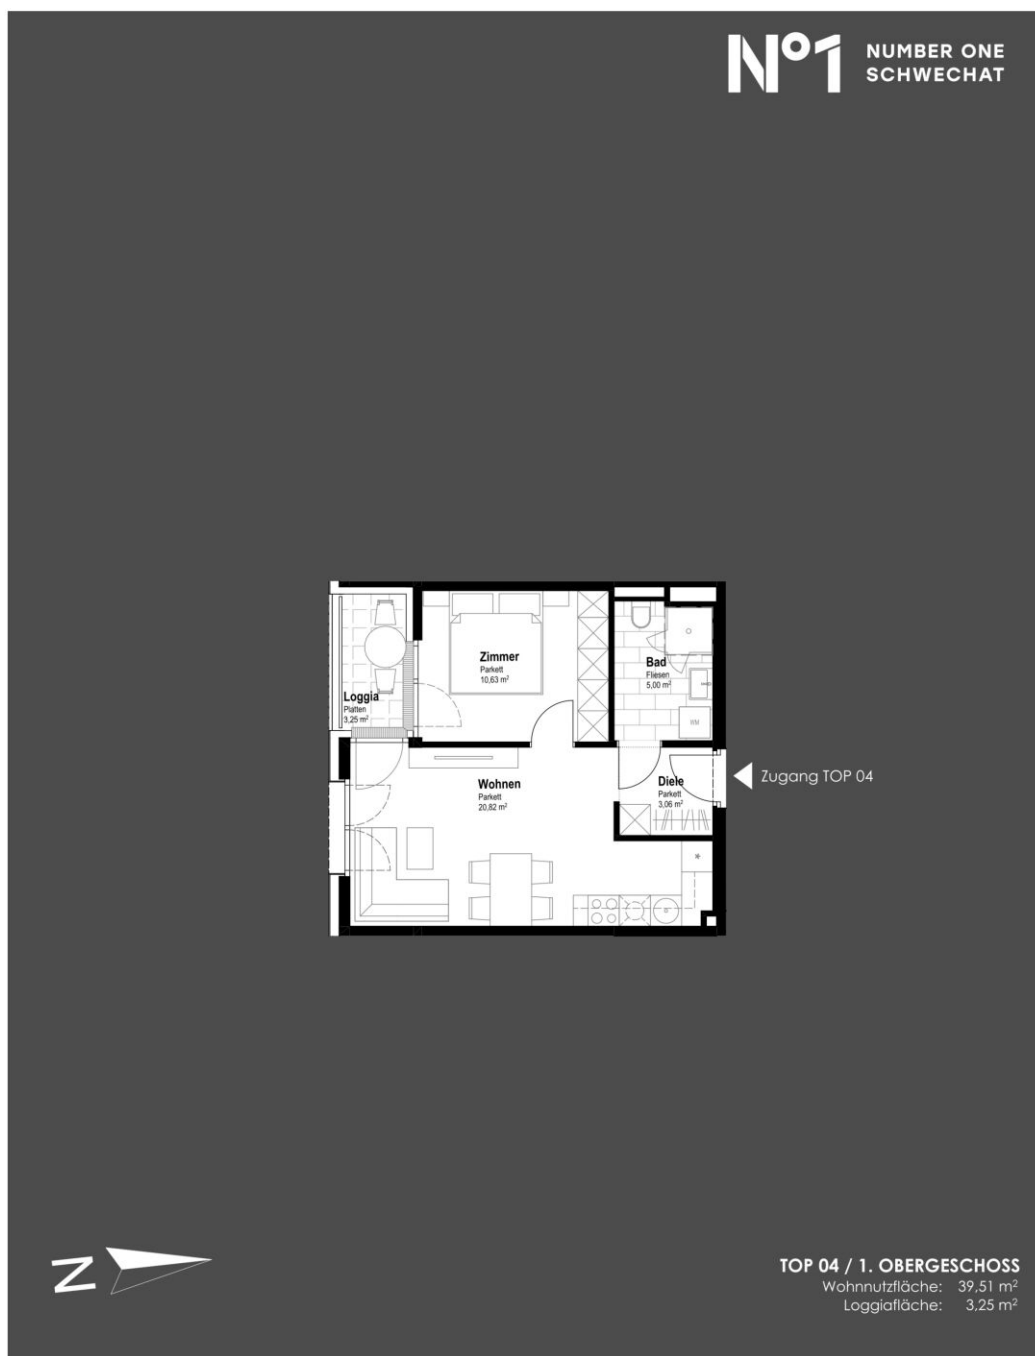 Nº1
NUMBER ONE
SCHWECHAT
Zimmer
Parkett
10,63 m²
Bad
Fliesen
5,00 m²
WM
Loggia
Platten
3,25 m²
Wohnen
Parkett
20,82 m²
Diele
Parkett
3,06 m²
Zugang TOP 04
N
TOP 04 / 1. OBERGESCHOSS
Wohnnutzfläche: 39,51 m²
Loggiafläche: 3,25 m²